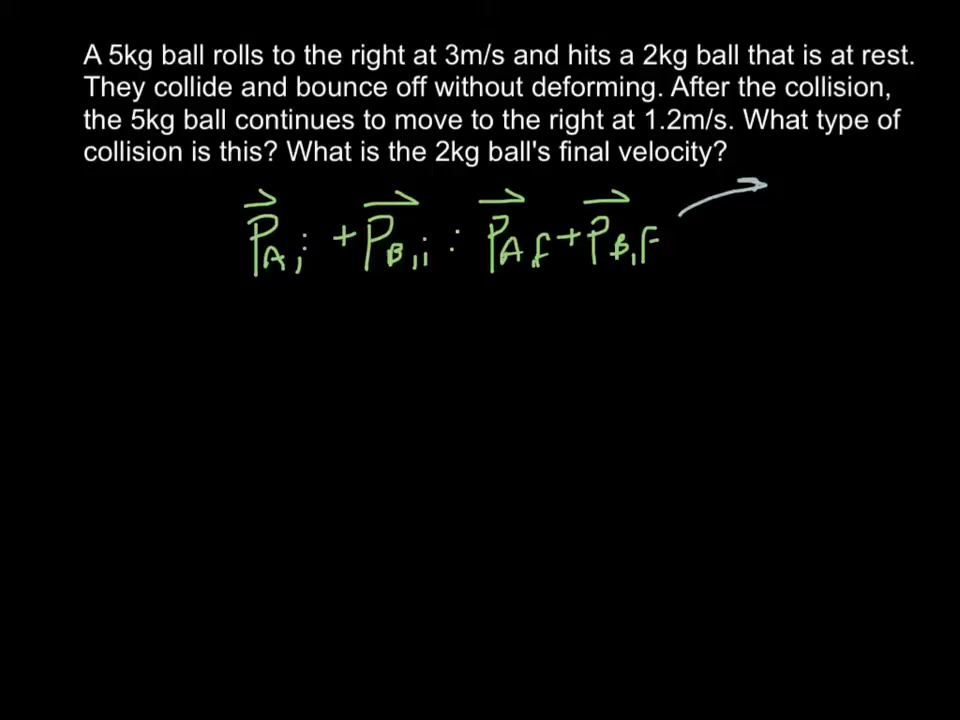 A 5kg ball rolls to the right at 3m/s and hits a 2kg ball that is at rest.
They collide and bounce off without deforming. After the collision,
the 5kg ball continues to move to the right at 1.2m/s. What type of
collision is this? What is the 2kg ball's final velocity?
P⃗A,i + P⃗B,i : P⃗A,F + P⃗B,F